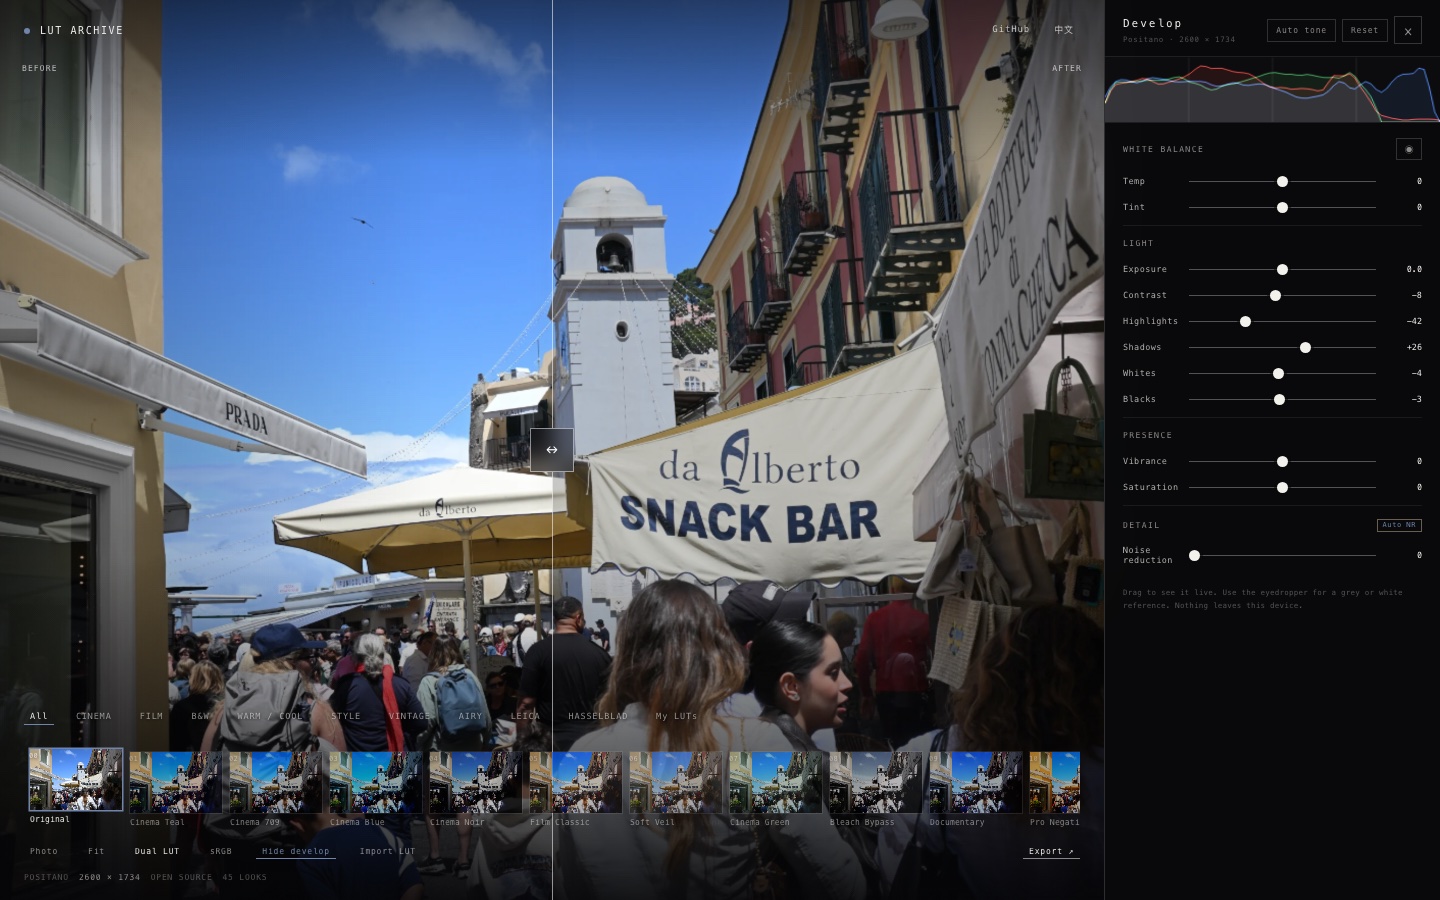 LUT ARCHIVE
GitHub
中文
BEFORE
AFTER
Develop
Positano · 2600 × 1734
Auto tone
Reset
×
WHITE BALANCE
Temp
0
Tint
0
LIGHT
Exposure
0.0
Contrast
−8
Highlights
−42
Shadows
+26
Whites
−4
Blacks
−3
PRESENCE
Vibrance
0
Saturation
0
DETAIL
Auto NR
Noise
reduction
0
Drag to see it live. Use the eyedropper for a grey or white
reference. Nothing leaves this device.
LA BOTTEGA
di
PRADA
da Alberto
da Alberto
SNACK BAR
All
CINEMA
FILM
B&W
WARM / COOL
STYLE
VINTAGE
AIRY
LEICA
HASSELBLAD
My LUTs
Original
Cinema Teal
Cinema 709
Cinema Blue
Cinema Noir
Film Classic
Soft Veil
Cinema Green
Bleach Bypass
Documentary
Pro Negati
Photo
Fit
Dual LUT
sRGB
Hide develop
Import LUT
Export ↗
POSITANO 2600 × 1734 OPEN SOURCE 45 LOOKS